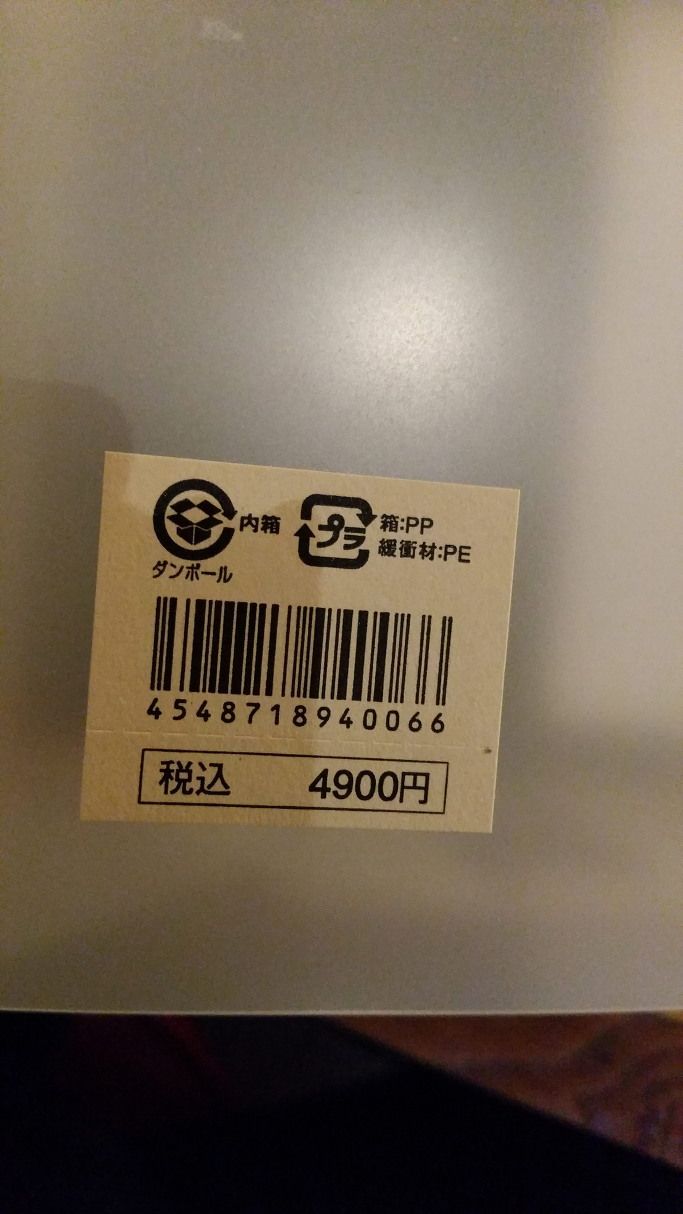 内箱
ダンボール
プラ
箱:PP
緩衝材:PE
4548718940066
税込 4900円